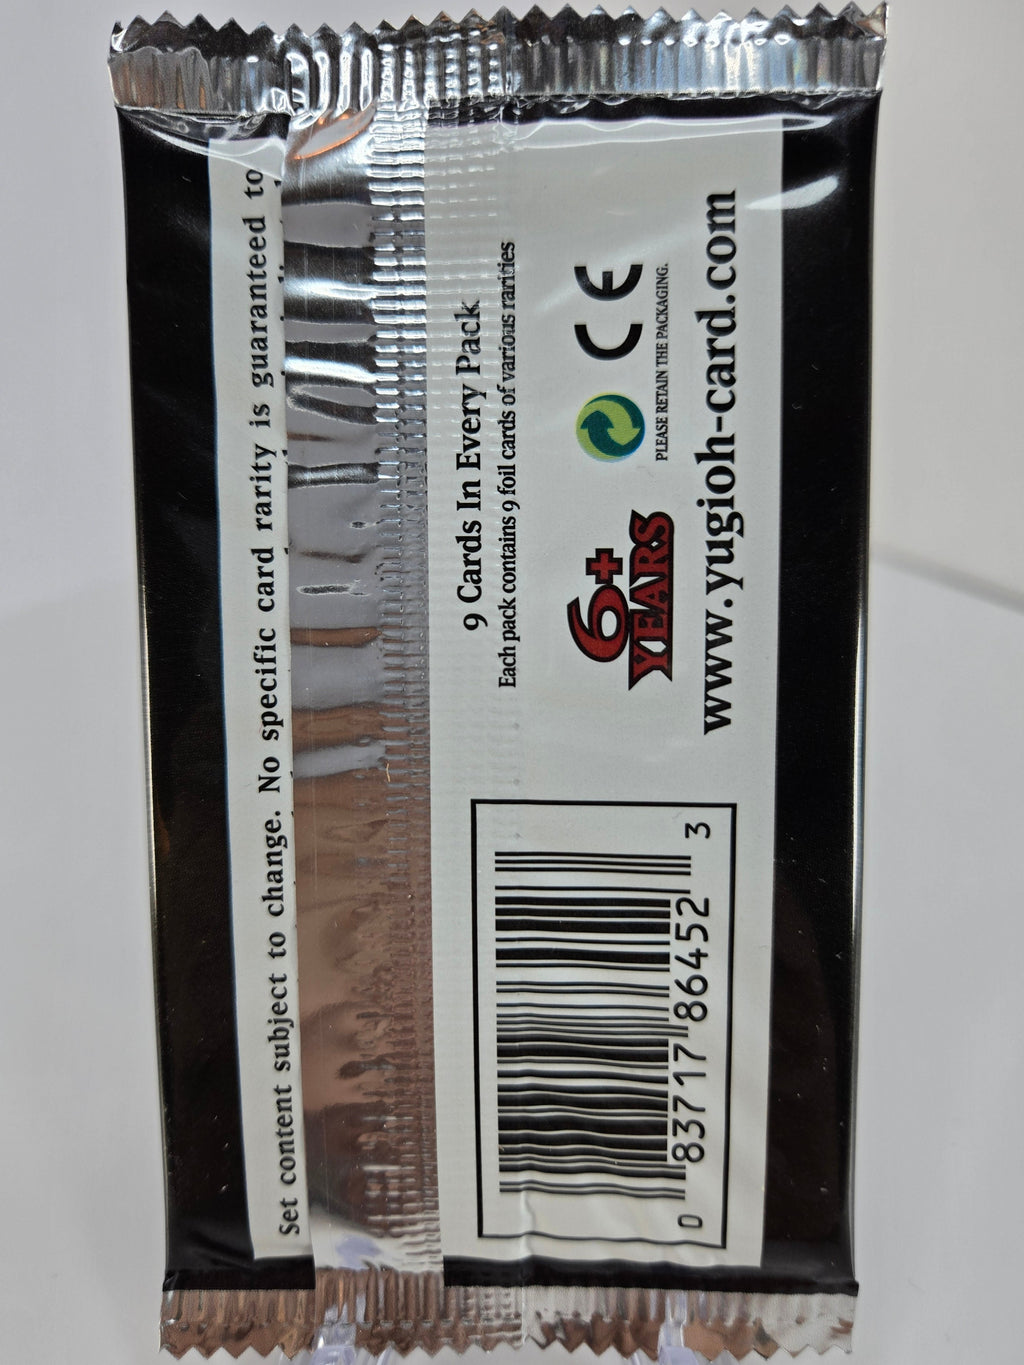 Set content subject to change. No specific card rarity is guaranteed to
9 Cards In Every Pack
Each pack contains 9 foil cards of various rarities
6+
YEARS
CE
PLEASE RETAIN THE PACKAGING.
www.yugioh-card.com
0 83717 86452 3